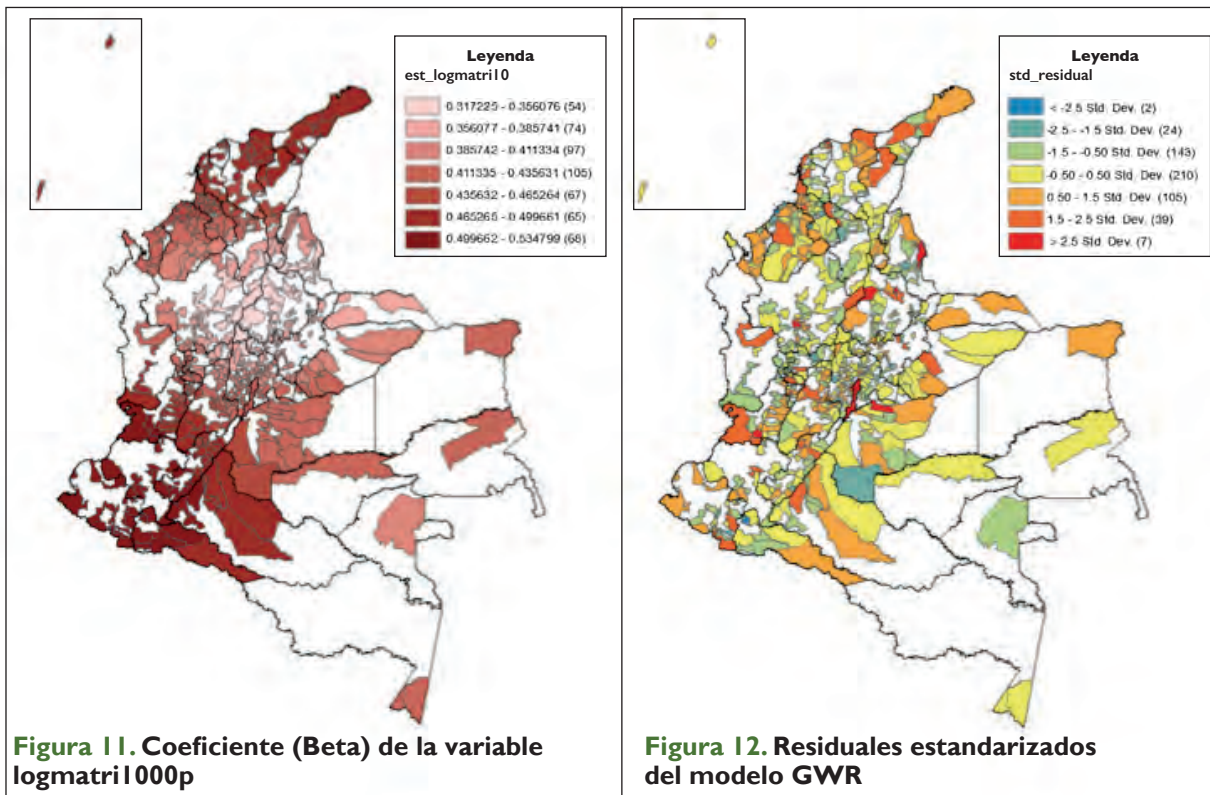 Leyenda
est_logmatri10
0.317225 - 0.356076 (54)
0.356077 - 0.385741 (74)
0.385742 - 0.411334 (97)
0.411335 - 0.435631 (105)
0.435632 - 0.465264 (67)
0.465265 - 0.499661 (65)
0.499662 - 0.534799 (68)
Figura 11. Coeficiente (Beta) de la variable
logmatri1000p
Leyenda
std_residual
< -2.5 Std. Dev. (2)
-2.5 - -1.5 Std. Dev. (24)
-1.5 - -0.50 Std. Dev. (143)
-0.50 - 0.50 Std. Dev. (210)
0.50 - 1.5 Std. Dev. (105)
1.5 - 2.5 Std. Dev. (39)
> 2.5 Std. Dev. (7)
Figura 12. Residuales estandarizados
del modelo GWR